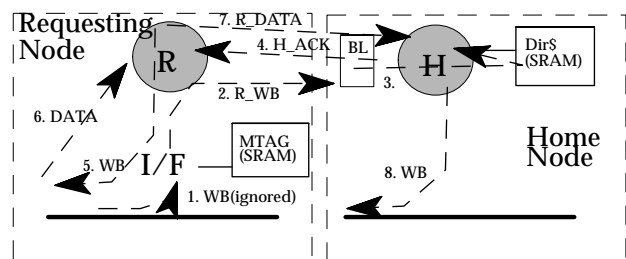 Requesting
Node
7. R_DATA
4. H_ACK
BL
Dir$
(SRAM)
R
H
3.
2. R_WB
6. DATA
MTAG
(SRAM)
Home
Node
5. WB
I/F
8. WB
1. WB(ignored)